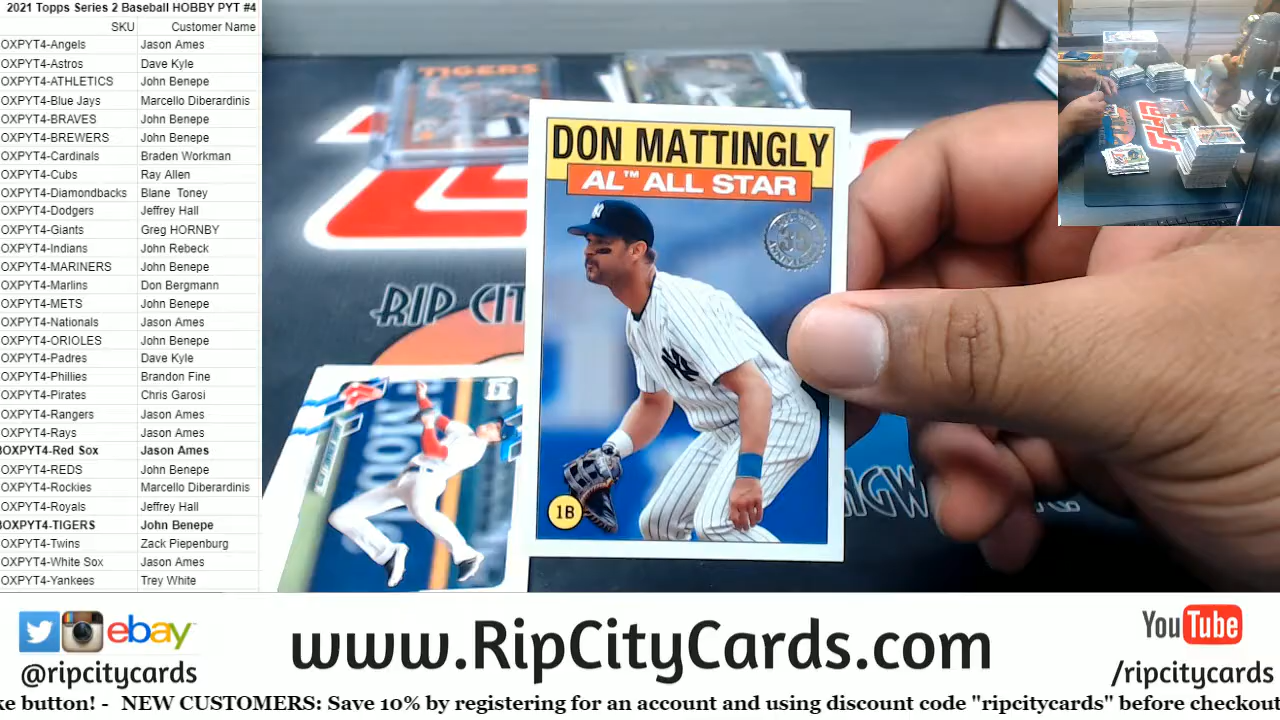 2021 Topps Series 2 Baseball HOBBY PYT #4
SKU Customer Name
OXPYT4-Angels Jason Ames
OXPYT4-Astros Dave Kyle
OXPYT4-ATHLETICS John Benepe
OXPYT4-Blue Jays Marcello Diberardinis
OXPYT4-BRAVES John Benepe
OXPYT4-BREWERS John Benepe
OXPYT4-Cardinals Braden Workman
OXPYT4-Cubs Ray Allen
OXPYT4-Diamondbacks Blane Toney
OXPYT4-Dodgers Jeffrey Hall
OXPYT4-Giants Greg HORNBY
OXPYT4-Indians John Rebeck
OXPYT4-MARINERS John Benepe
OXPYT4-Marlins Don Bergmann
OXPYT4-METS John Benepe
OXPYT4-Nationals Jason Ames
OXPYT4-ORIOLES John Benepe
OXPYT4-Padres Dave Kyle
OXPYT4-Phillies Brandon Fine
OXPYT4-Pirates Chris Garosi
OXPYT4-Rangers Jason Ames
OXPYT4-Rays Jason Ames
BOXPYT4-Red Sox Jason Ames
OXPYT4-REDS John Benepe
OXPYT4-Rockies Marcello Diberardinis
OXPYT4-Royals Jeffrey Hall
BOXPYT4-TIGERS John Benepe
OXPYT4-Twins Zack Piepenburg
OXPYT4-White Sox Jason Ames
OXPYT4-Yankees Trey White
TIGERS
DON MATTINGLY
AL™ ALL STAR
35
NY
1B
RIP CIT
ebay
@ripcitycards
www.RipCityCards.com
YouTube
/ripcitycards
ke button! - NEW CUSTOMERS: Save 10% by registering for an account and using discount code "ripcitycards" before checkout